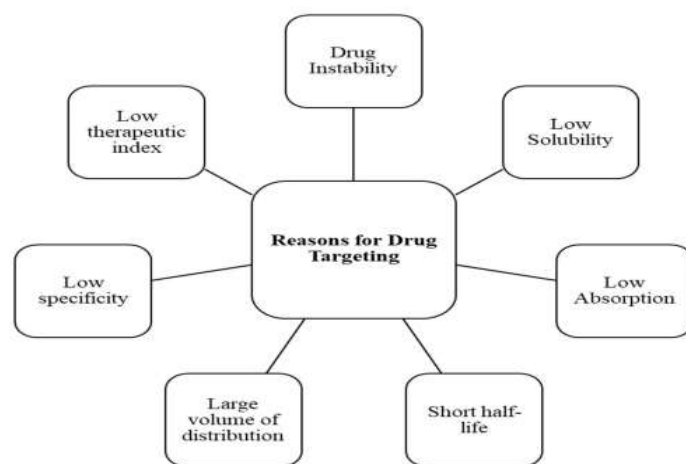 Drug
Instability
Low
therapeutic
index
Low
Solubility
Reasons for Drug
Targeting
Low
specificity
Low
Absorption
Large
volume of
distribution
Short half-
life